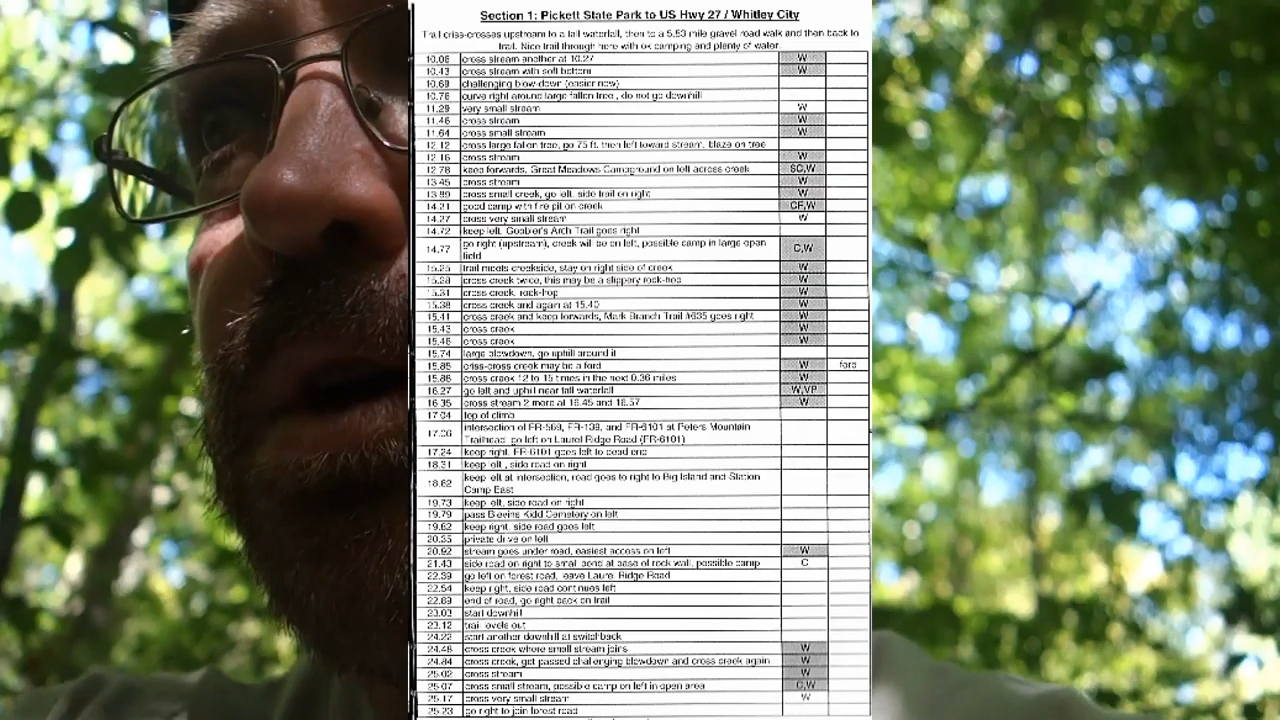 Section 1: Pickett State Park to US Hwy 27 / Whitley City
Trail criss-crosses upstream to a tall waterfall, then to a 5.53 mile gravel road walk and then back to
trail. Nice trail through here with ok camping and plenty of water.
10.08 cross stream another at 10.27 W
10.43 cross stream with soft bottom W
10.69 challenging blow-down (easier now)
10.76 curve right around large fallen tree, do not go downhill
11.29 very small stream W
11.46 cross stream W
11.64 cross small stream W
12.12 cross large fallen tree, go 75 ft. then left toward stream, blaze on tree
12.16 cross stream W
12.78 keep forwards, Great Meadows Campground on left across creek SC,W
13.45 cross stream W
13.89 cross small creek, go left, side trail on right W
14.21 good camp with fire pit on creek CF,W
14.27 cross very small stream W
14.72 keep left, Gobbler's Arch Trail goes right
14.77 go right (upstream), creek will be on left, possible camp in large open C,W
field
15.25 trail meets creekside, stay on right side of creek W
15.28 cross creek twice, this may be a slippery rock-hop W
15.31 cross creek, rock-hop W
15.38 cross creek and again at 15.40 W
15.41 cross creek and keep forwards, Mark Branch Trail #635 goes right W
15.43 cross creek W
15.46 cross creek W
15.74 large blowdown, go uphill around it
15.85 criss-cross creek may be a ford W ford
15.86 cross creek 12 to 15 times in the next 0.36 miles W
16.27 go left and uphill near tall waterfall W,VP
16.35 cross stream 2 more at 16.45 and 16.57 W
17.04 top of climb
17.06 intersection of FR-569, FR-139, and FR-6101 at Peters Mountain
Trailhead, go left on Laurel Ridge Road (FR-6101)
17.24 keep right, FR-6101 goes left to dead end
18.31 keep left, side road on right
18.62 keep left at intersection, road goes to right to Big Island and Station
Camp East
19.73 keep left, side road on right
19.79 pass Blevins Kidd Cemetery on left
19.82 keep right, side road goes left
20.35 private drive on left
20.92 stream goes under road, easiest access on left W
21.43 side road on right to small pond at base of rock wall, possible camp C
22.39 go left on forest road, leave Laurel Ridge Road
22.54 keep right, side road continues left
22.89 end of road, go right back on trail
23.03 start downhill
23.12 trail levels out
24.22 start another downhill at switchback
24.48 cross creek where small stream joins W
24.84 cross creek, get passed challenging blowdown and cross creek again W
25.02 cross stream W
25.07 cross small stream, possible camp on left in open area C,W
25.17 cross very small stream W
25.23 go right to join forest road